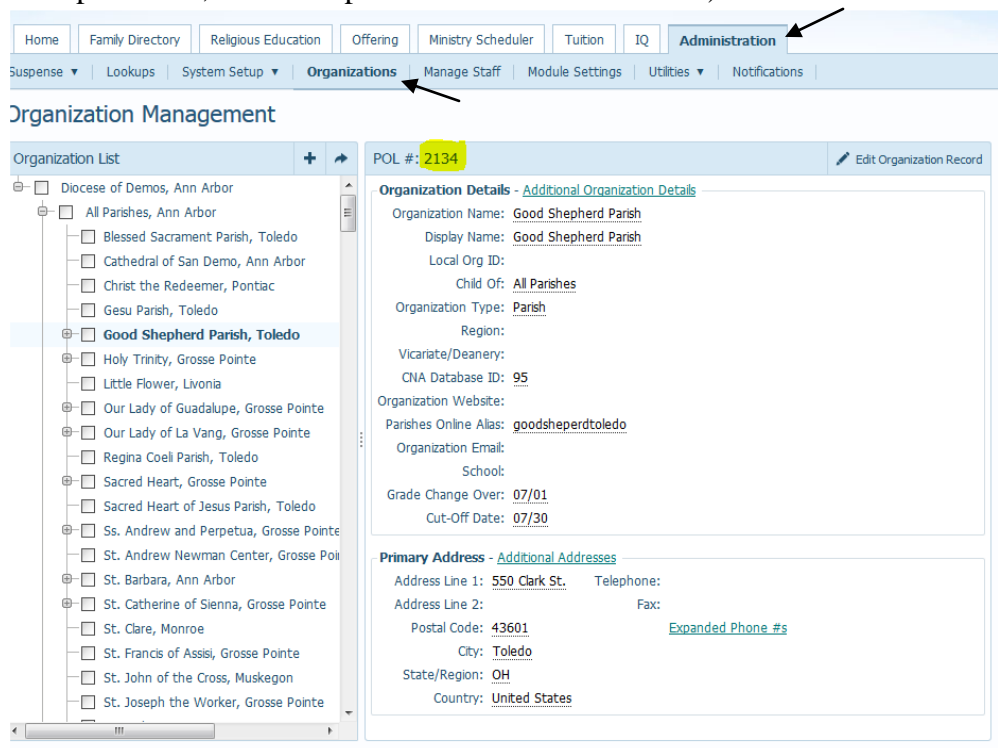 Home Family Directory Religious Education Offering Ministry Scheduler Tuition IQ Administration
Suspense ▼ Lookups System Setup ▼ Organizations Manage Staff Module Settings Utilities ▼ Notifications
Organization Management
Organization List
Diocese of Demos, Ann Arbor
All Parishes, Ann Arbor
Blessed Sacrament Parish, Toledo
Cathedral of San Demo, Ann Arbor
Christ the Redeemer, Pontiac
Gesu Parish, Toledo
Good Shepherd Parish, Toledo
Holy Trinity, Grosse Pointe
Little Flower, Livonia
Our Lady of Guadalupe, Grosse Pointe
Our Lady of La Vang, Grosse Pointe
Regina Coeli Parish, Toledo
Sacred Heart, Grosse Pointe
Sacred Heart of Jesus Parish, Toledo
Ss. Andrew and Perpetua, Grosse Pointe
St. Andrew Newman Center, Grosse Poi
St. Barbara, Ann Arbor
St. Catherine of Sienna, Grosse Pointe
St. Clare, Monroe
St. Francis of Assisi, Grosse Pointe
St. John of the Cross, Muskegon
St. Joseph the Worker, Grosse Pointe
POL #: 2134 Edit Organization Record
Organization Details - Additional Organization Details
Organization Name: Good Shepherd Parish
Display Name: Good Shepherd Parish
Local Org ID:
Child Of: All Parishes
Organization Type: Parish
Region:
Vicariate/Deanery:
CNA Database ID: 95
Organization Website:
Parishes Online Alias: goodsheperdtoledo
Organization Email:
School:
Grade Change Over: 07/01
Cut-Off Date: 07/30
Primary Address - Additional Addresses
Address Line 1: 550 Clark St. Telephone:
Address Line 2: Fax:
Postal Code: 43601 Expanded Phone #s
City: Toledo
State/Region: OH
Country: United States